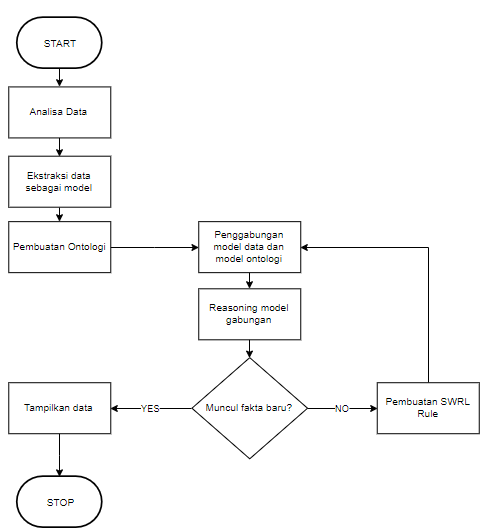 START
Analisa Data
Ekstraksi data
sebagai model
Pembuatan Ontologi
Penggabungan
model data dan
model ontologi
Reasoning model
gabungan
Muncul fakta baru?
YES
NO
Tampilkan data
Pembuatan SWRL
Rule
STOP